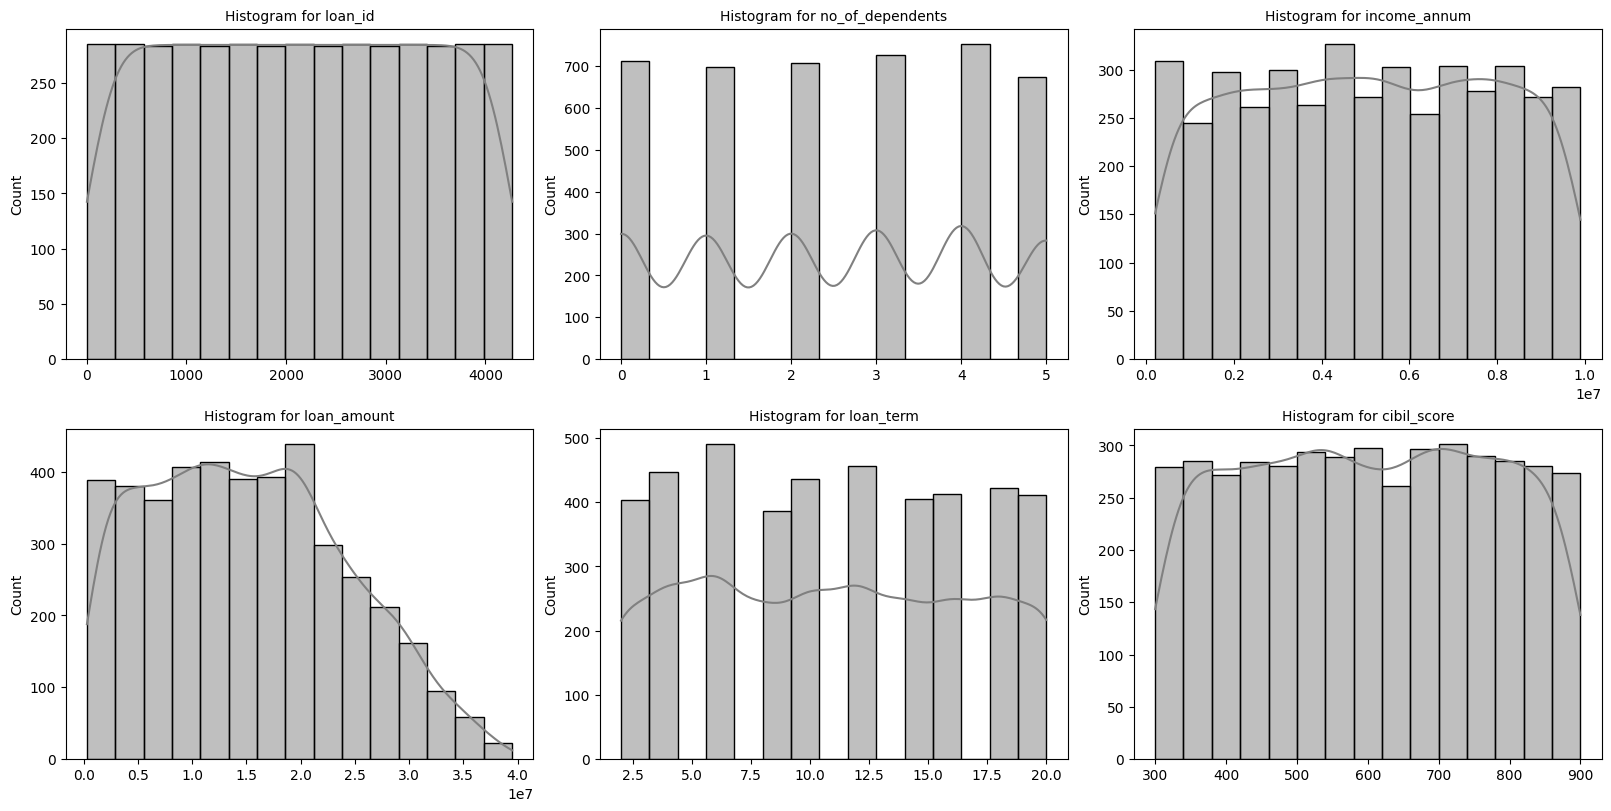 Histogram for loan_id
Count
250
200
150
100
50
0
0 1000 2000 3000 4000
Histogram for no_of_dependents
Count
700
600
500
400
300
200
100
0
0 1 2 3 4 5
Histogram for income_annum
Count
300
250
200
150
100
50
0
0.0 0.2 0.4 0.6 0.8 1.0
1e7
Histogram for loan_amount
Count
400
300
200
100
0
0.0 0.5 1.0 1.5 2.0 2.5 3.0 3.5 4.0
1e7
Histogram for loan_term
Count
500
400
300
200
100
0
2.5 5.0 7.5 10.0 12.5 15.0 17.5 20.0
Histogram for cibil_score
Count
300
250
200
150
100
50
0
300 400 500 600 700 800 900